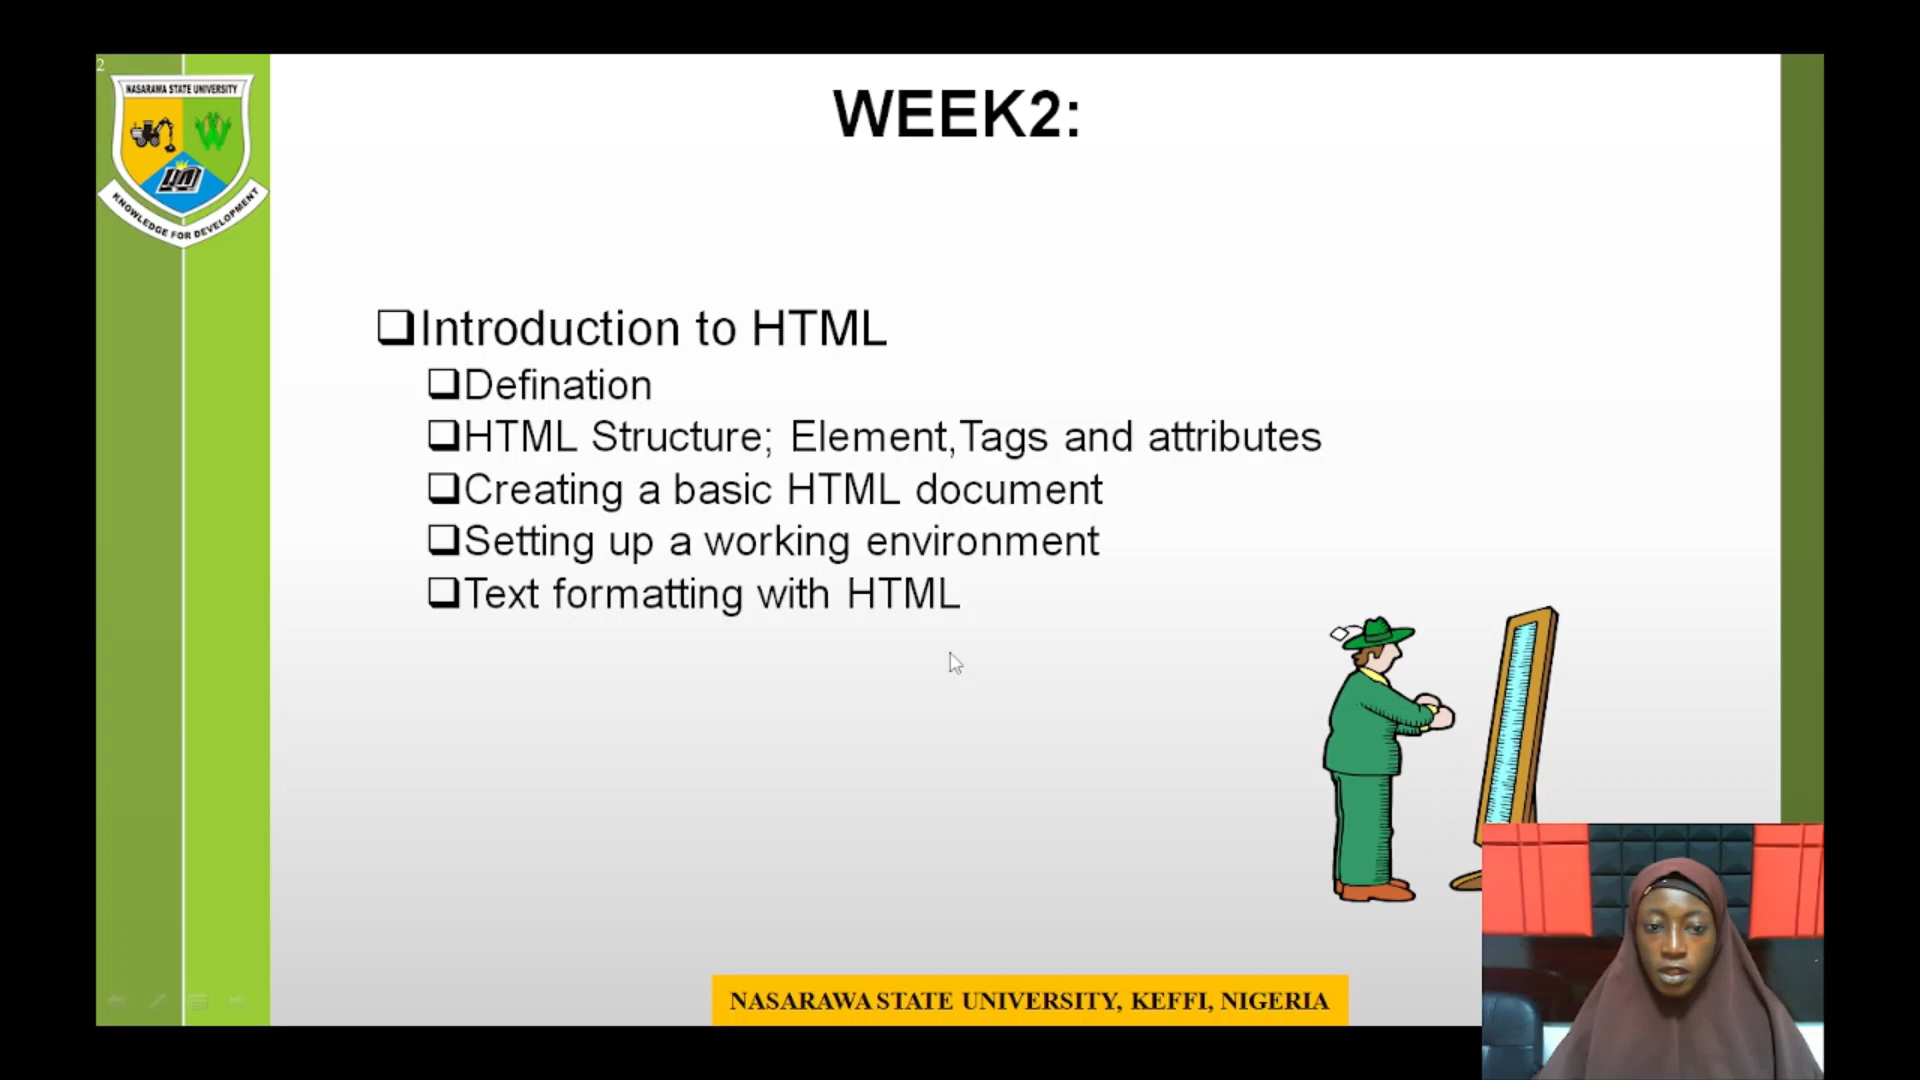 2
NASARAWA STATE UNIVERSITY
KNOWLEDGE FOR DEVELOPMENT
WEEK2:
Introduction to HTML
Defination
HTML Structure; Element,Tags and attributes
Creating a basic HTML document
Setting up a working environment
Text formatting with HTML
NASARAWA STATE UNIVERSITY, KEFFI, NIGERIA